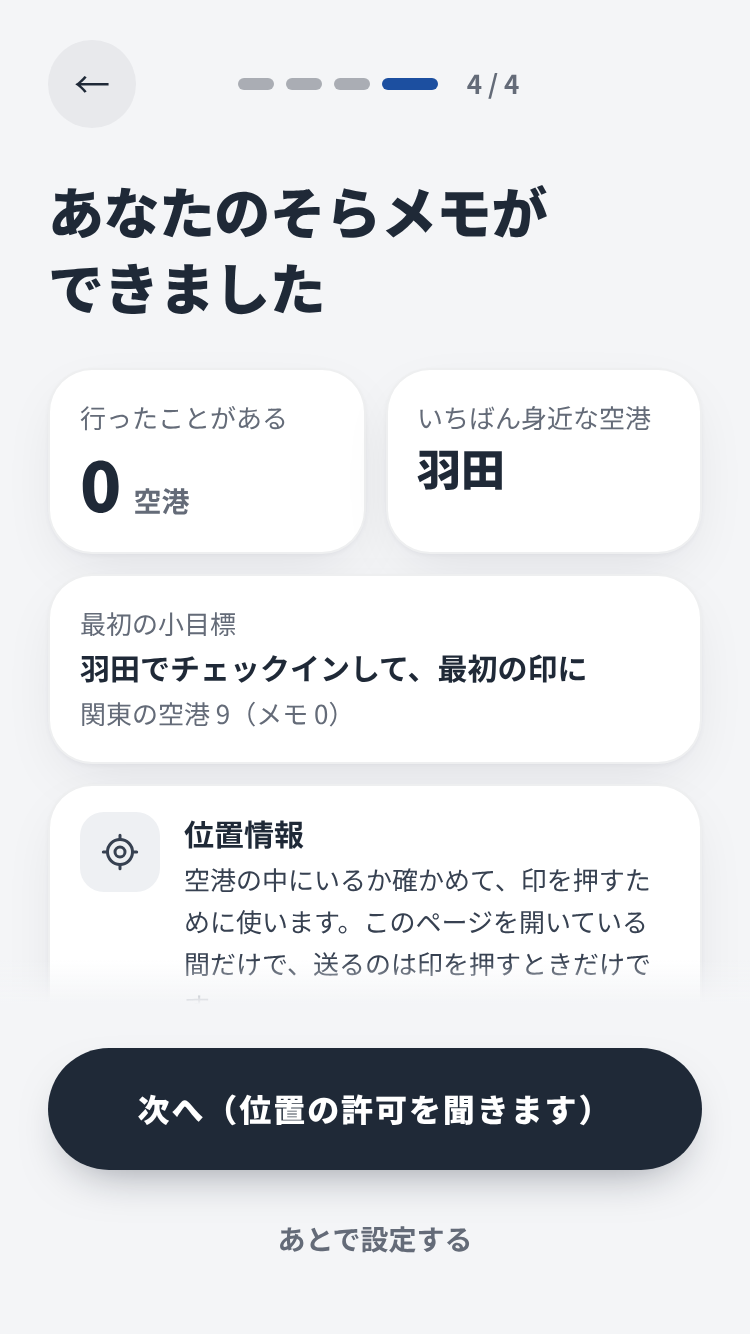 ←
4 / 4
あなたのそらメモが
できました
行ったことがある
0 空港
いちばん身近な空港
羽田
最初の小目標
羽田でチェックインして、最初の印に
関東の空港 9（メモ 0）
位置情報
空港の中にいるか確かめて、印を押すた
めに使います。このページを開いている
間だけで、送るのは印を押すときだけで
次へ（位置の許可を聞きます）
あとで設定する